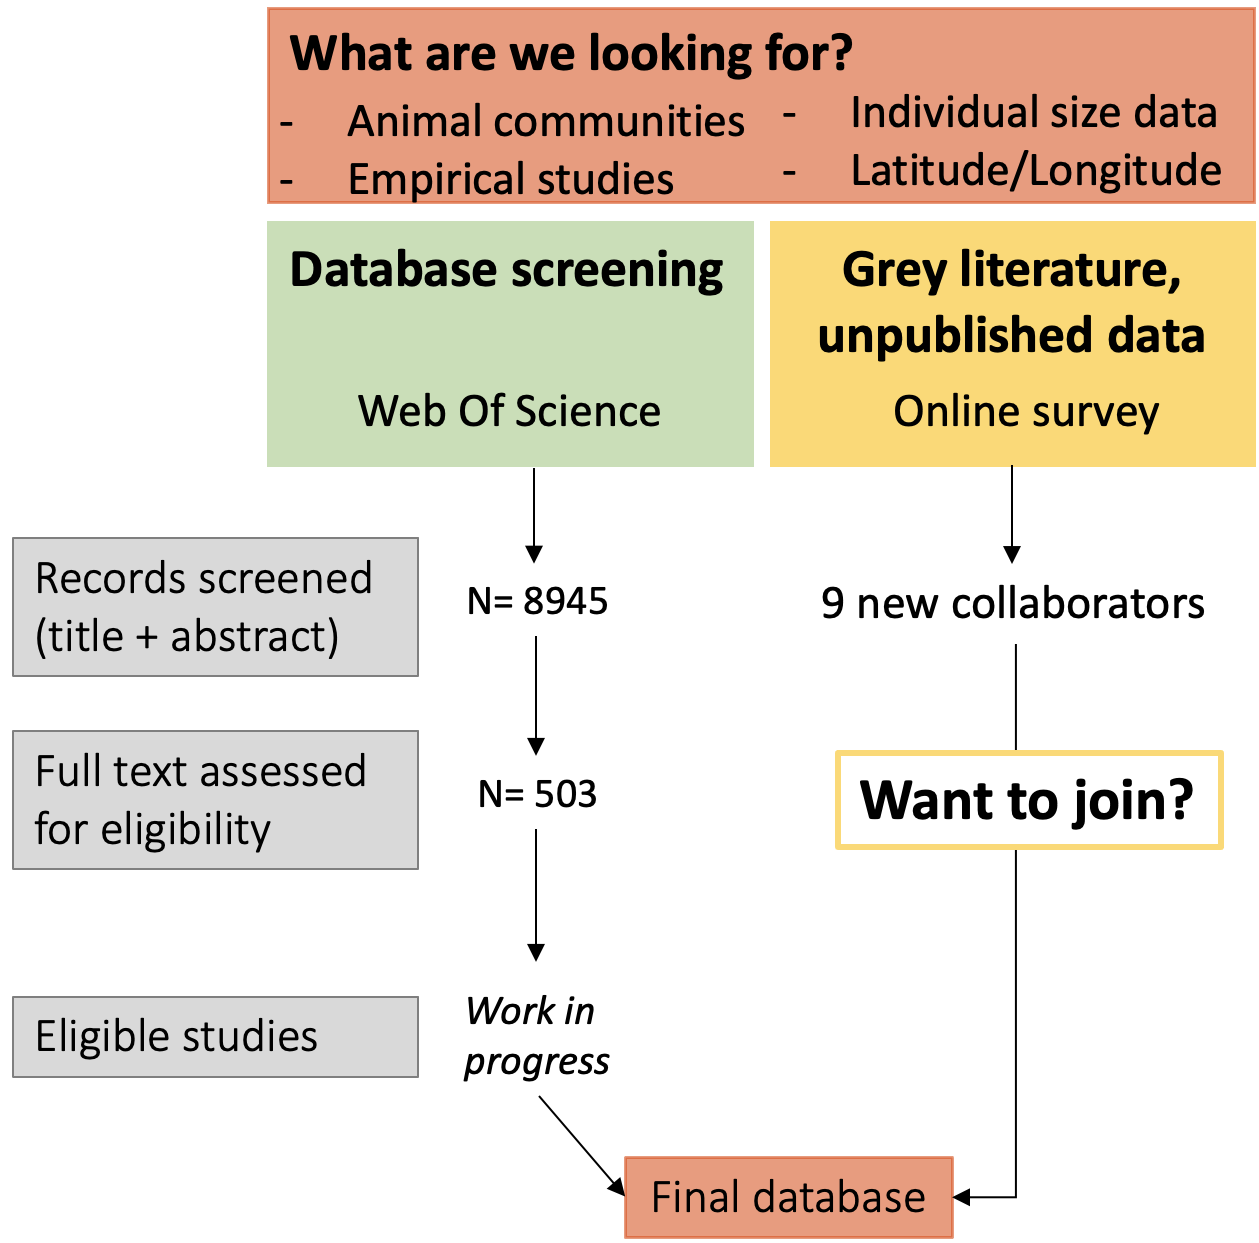 What are we looking for?
- Animal communities
- Empirical studies
- Individual size data
- Latitude/Longitude
Database screening
Web Of Science
Grey literature,
unpublished data
Online survey
Records screened
(title + abstract)
N= 8945
9 new collaborators
Full text assessed
for eligibility
N= 503
Want to join?
Eligible studies
Work in
progress
Final database